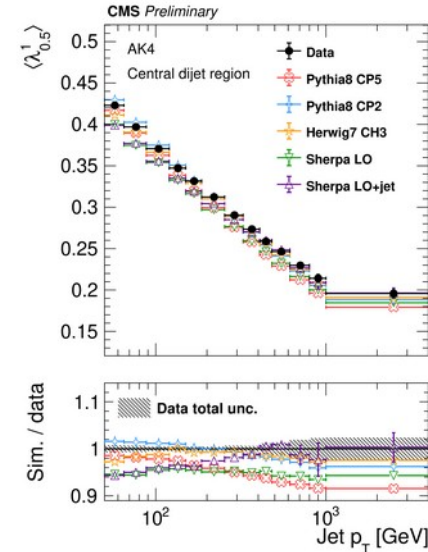 CMS Preliminary
⟨λ¹₀.₅⟩
AK4
Central dijet region
Data
Pythia8 CP5
Pythia8 CP2
Herwig7 CH3
Sherpa LO
Sherpa LO+jet
0.5
0.45
0.4
0.35
0.3
0.25
0.2
0.15
Sim. / data
Data total unc.
1.1
1
0.9
10²
10³
Jet p_T [GeV]